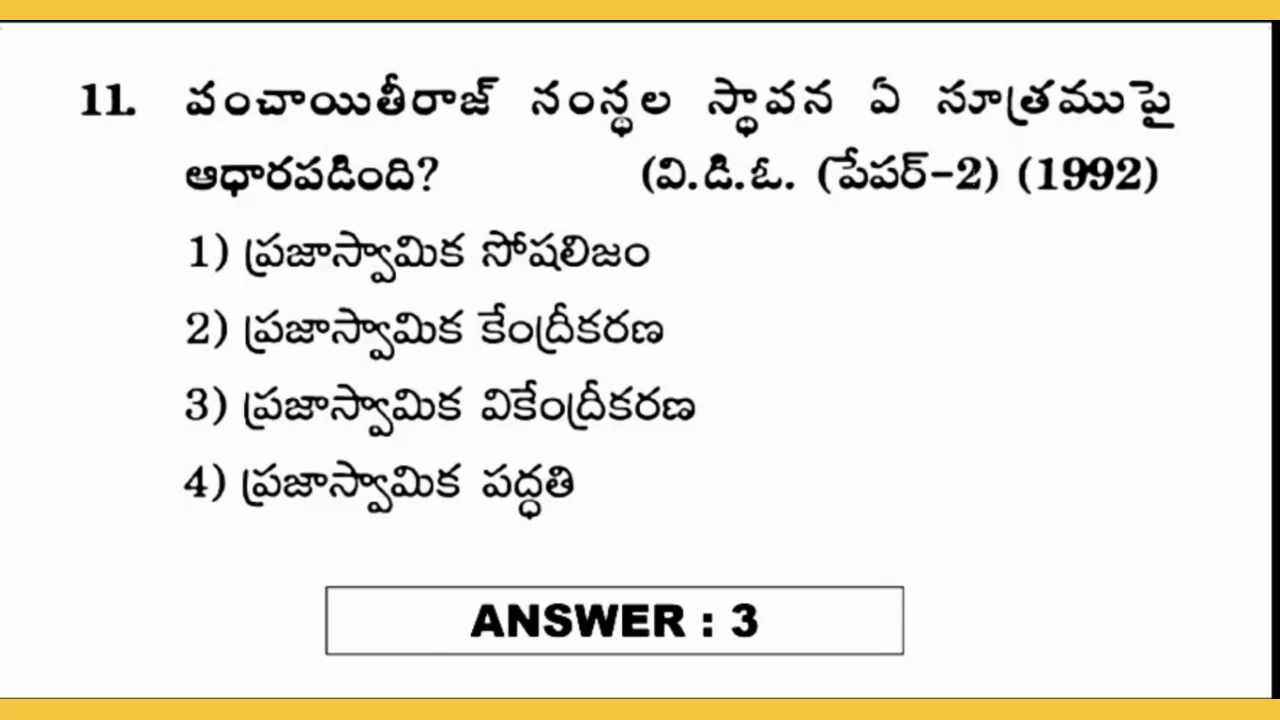 11. పంచాయితీరాజ్ సంస్థల స్థాపన ఏ సూత్రముపై
ఆధారపడింది? (వి.డి.ఓ. (పేపర్-2) (1992)
1) ప్రజాస్వామిక సోషలిజం
2) ప్రజాస్వామిక కేంద్రీకరణ
3) ప్రజాస్వామిక వికేంద్రీకరణ
4) ప్రజాస్వామిక పద్ధతి
ANSWER : 3